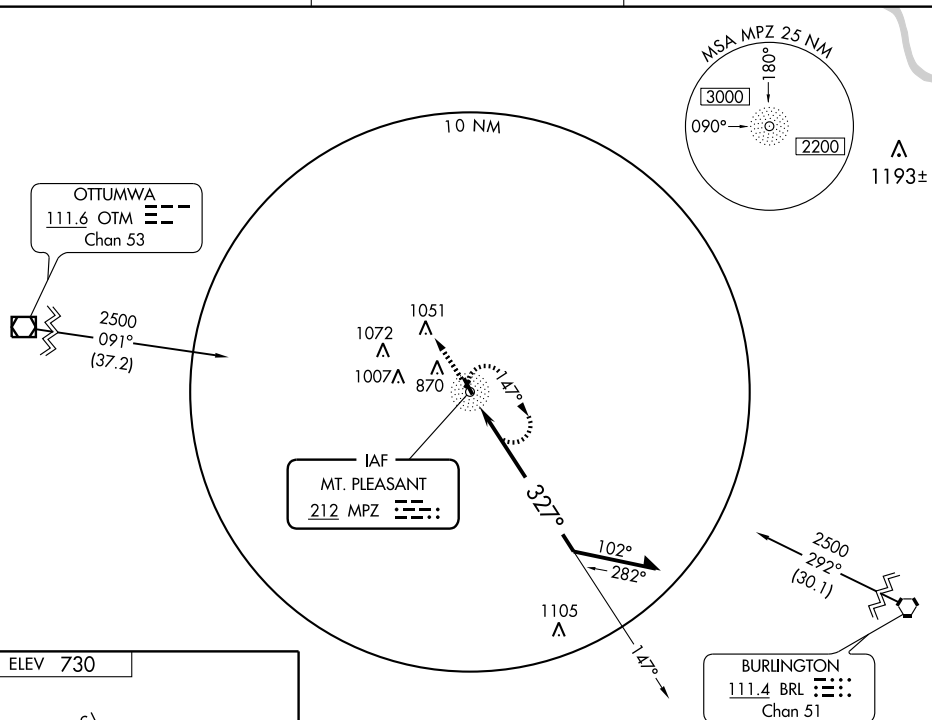 MSA MPZ 25 NM
180°
3000
090°
2200
1193±
10 NM
OTTUMWA
111.6 OTM
Chan 53
2500
091°
(37.2)
1051
1072
1007
870
147°
IAF
MT. PLEASANT
212 MPZ
327°
102°
282°
2500
292°
(30.1)
1105
147°
BURLINGTON
111.4 BRL
Chan 51
ELEV 730